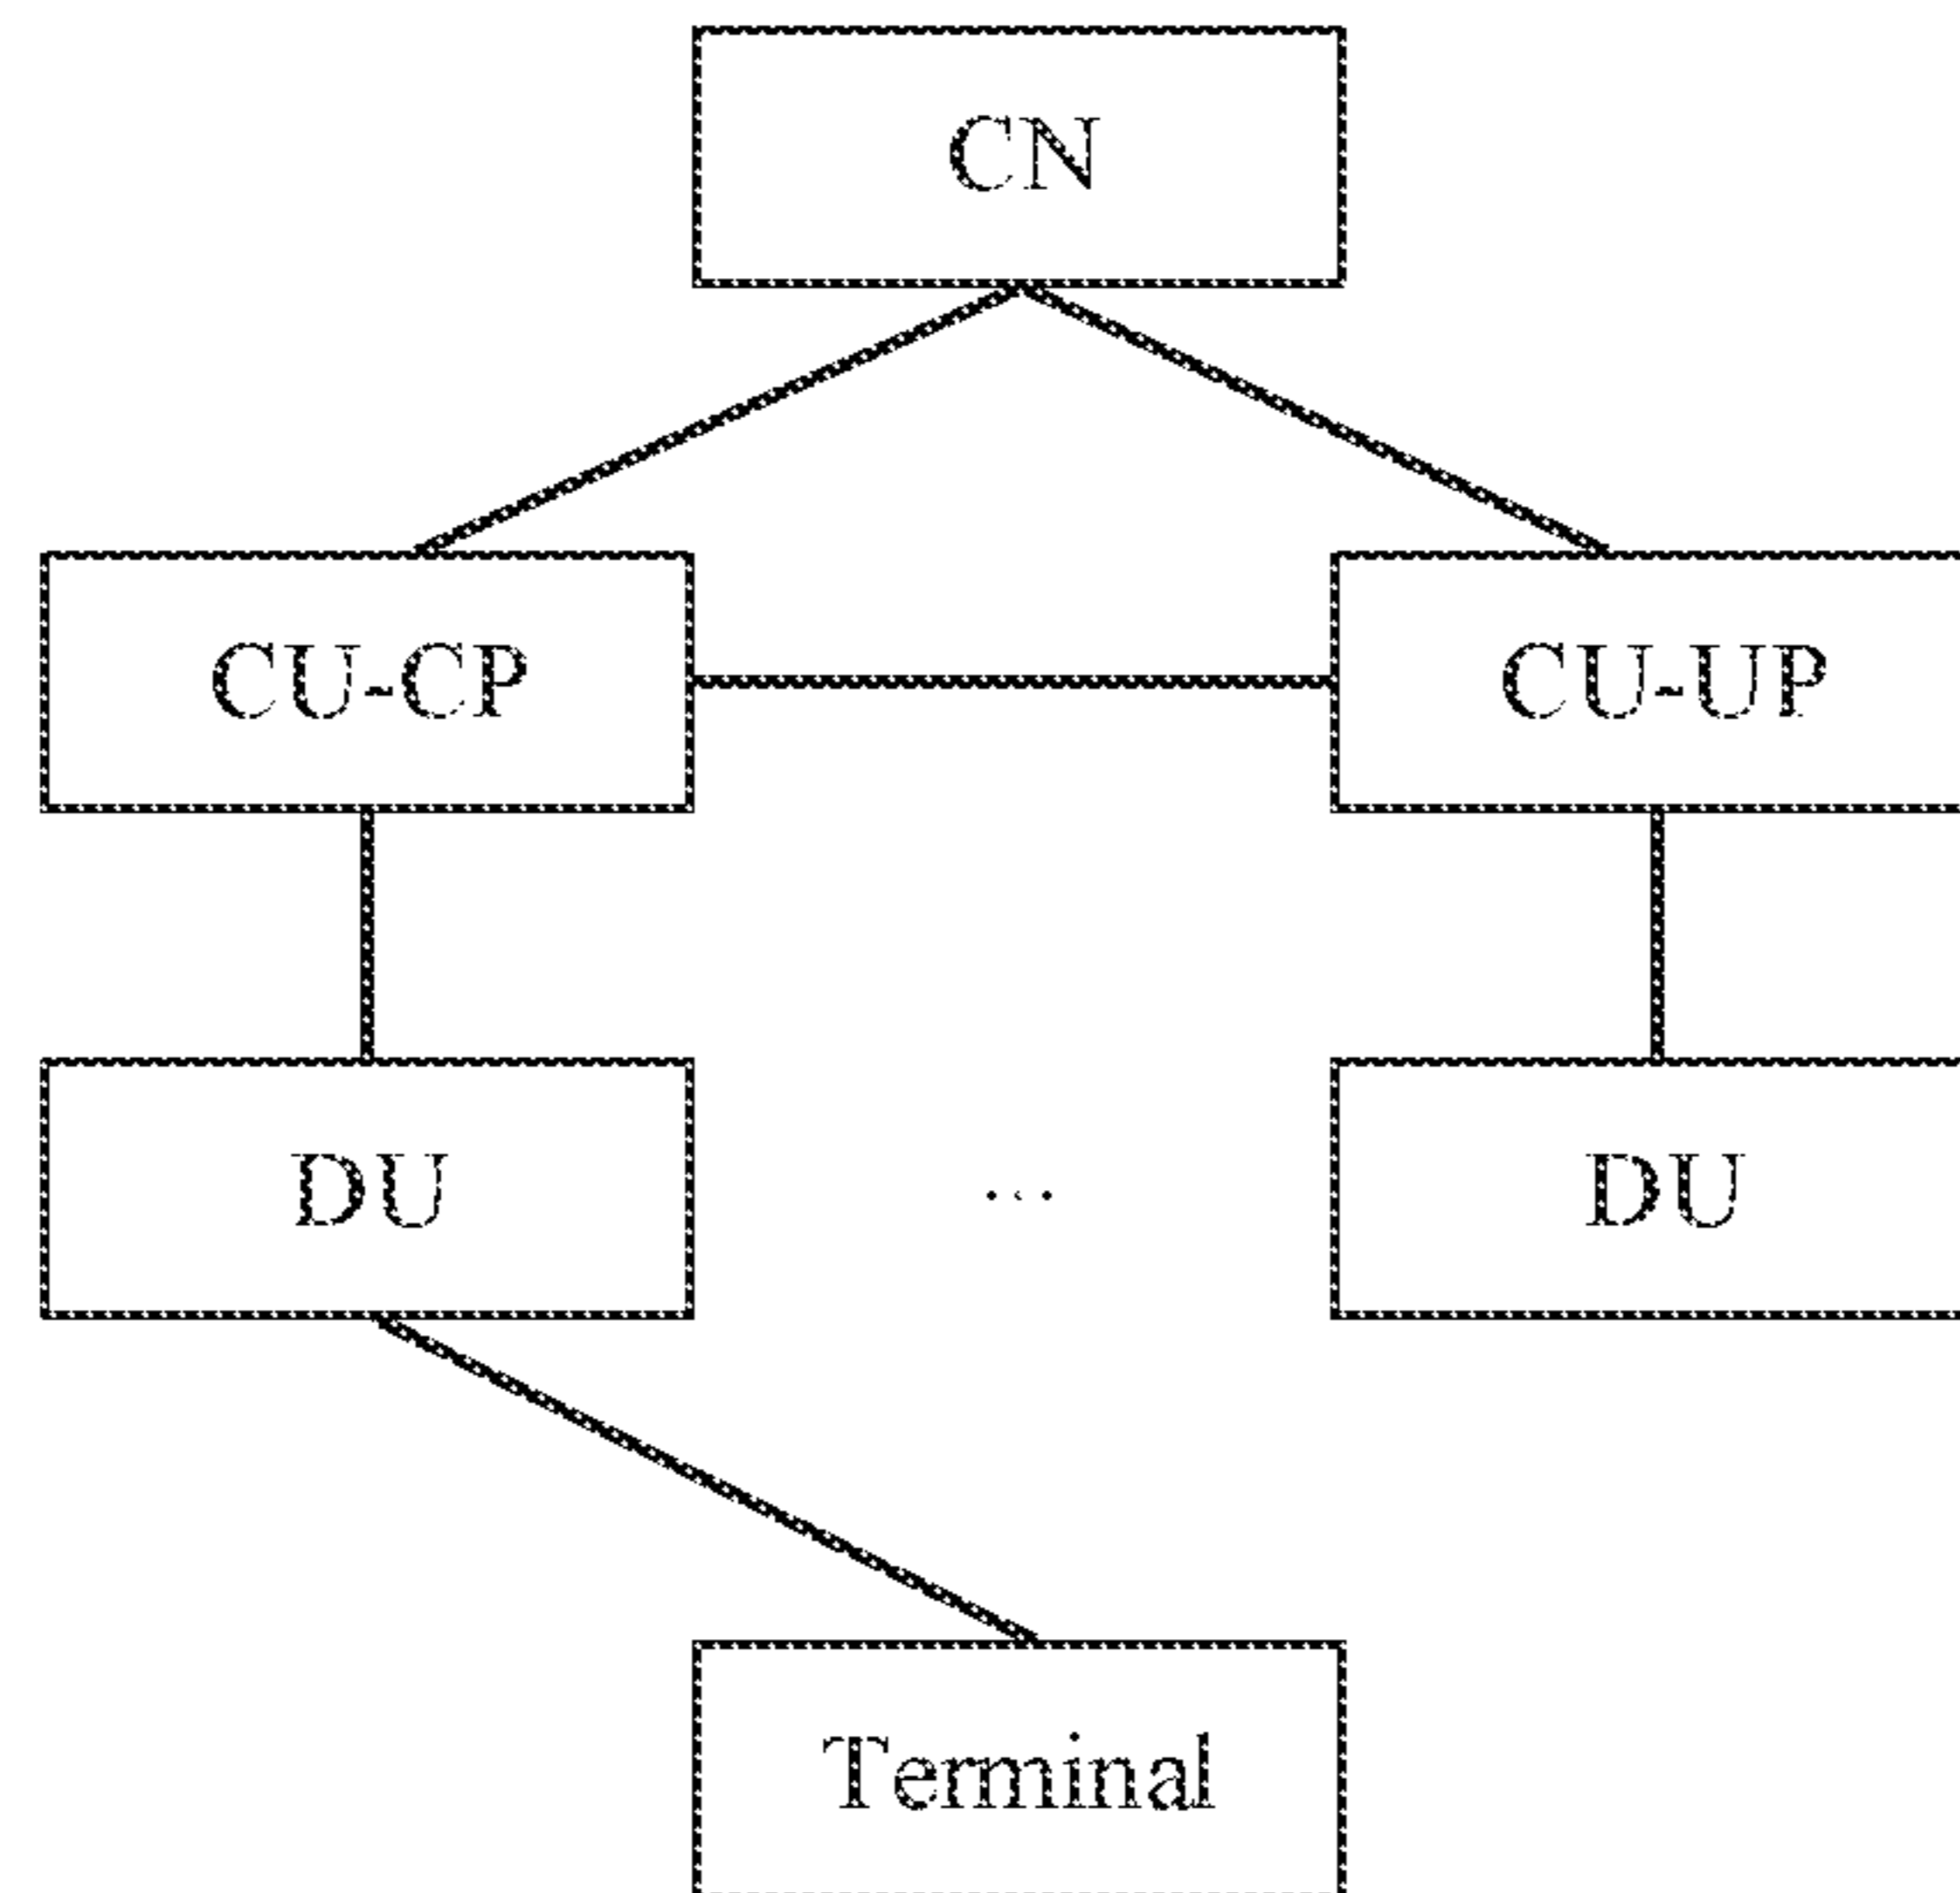 CN
CU-CP
CU-UP
DU
...
DU
Terminal